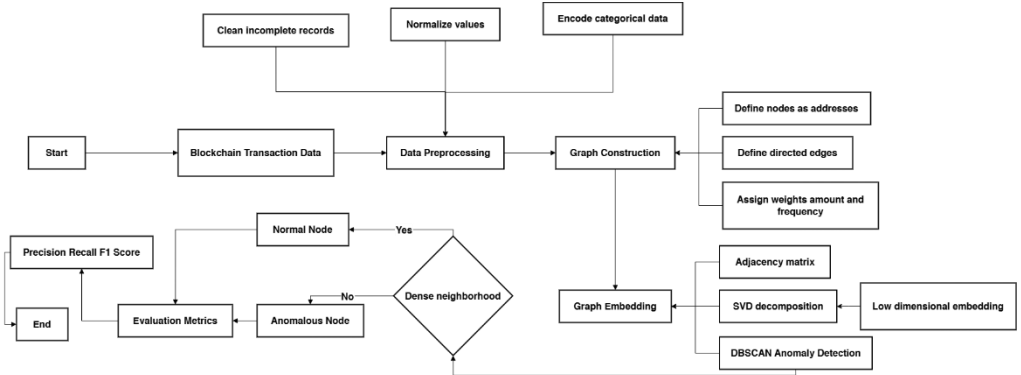 Clean incomplete records
Normalize values
Encode categorical data
Start
Blockchain Transaction Data
Data Preprocessing
Graph Construction
Define nodes as addresses
Define directed edges
Assign weights amount and
frequency
Normal Node
Yes
Precision Recall F1 Score
Dense neighborhood
No
End
Evaluation Metrics
Anomalous Node
Graph Embedding
Adjacency matrix
SVD decomposition
Low dimensional embedding
DBSCAN Anomaly Detection